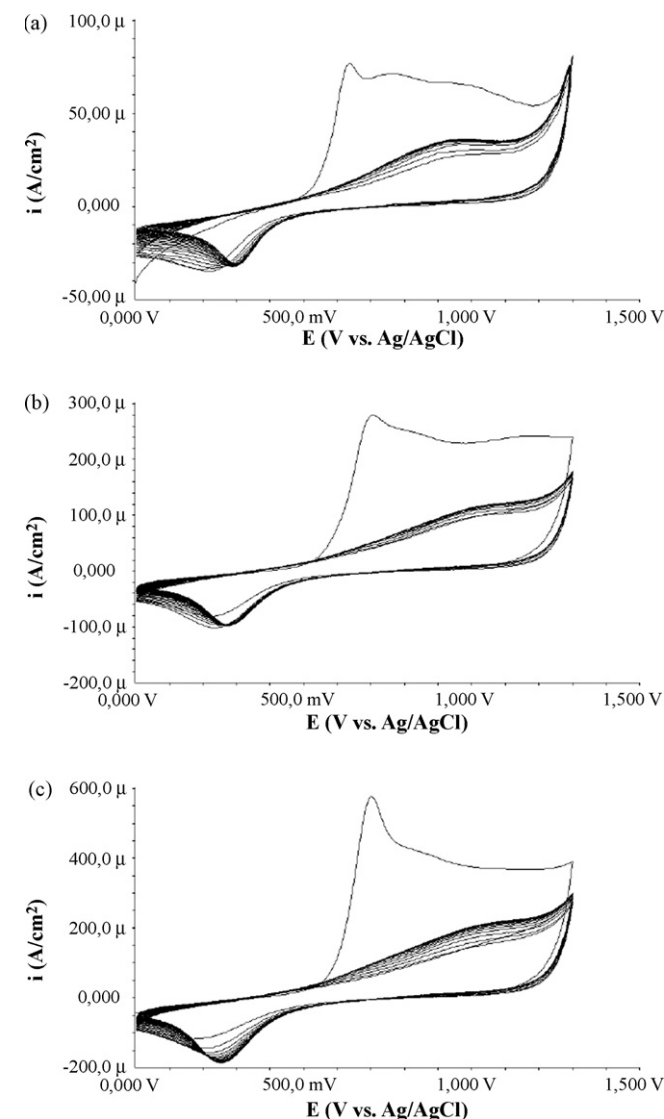 (a)
100,0 µ
50,00 µ
0,000
-50,00 µ
i (A/cm²)
0,000 V
500,0 mV
1,000 V
1,500 V
E (V vs. Ag/AgCl)
(b)
300,0 µ
200,0 µ
100,0 µ
0,000
-100,0 µ
-200,0 µ
i (A/cm²)
0,000 V
500,0 mV
1,000 V
1,500 V
E (V vs. Ag/AgCl)
(c)
600,0 µ
400,0 µ
200,0 µ
0,000
-200,0 µ
i (A/cm²)
0,000 V
500,0 mV
1,000 V
1,500 V
E (V vs. Ag/AgCl)